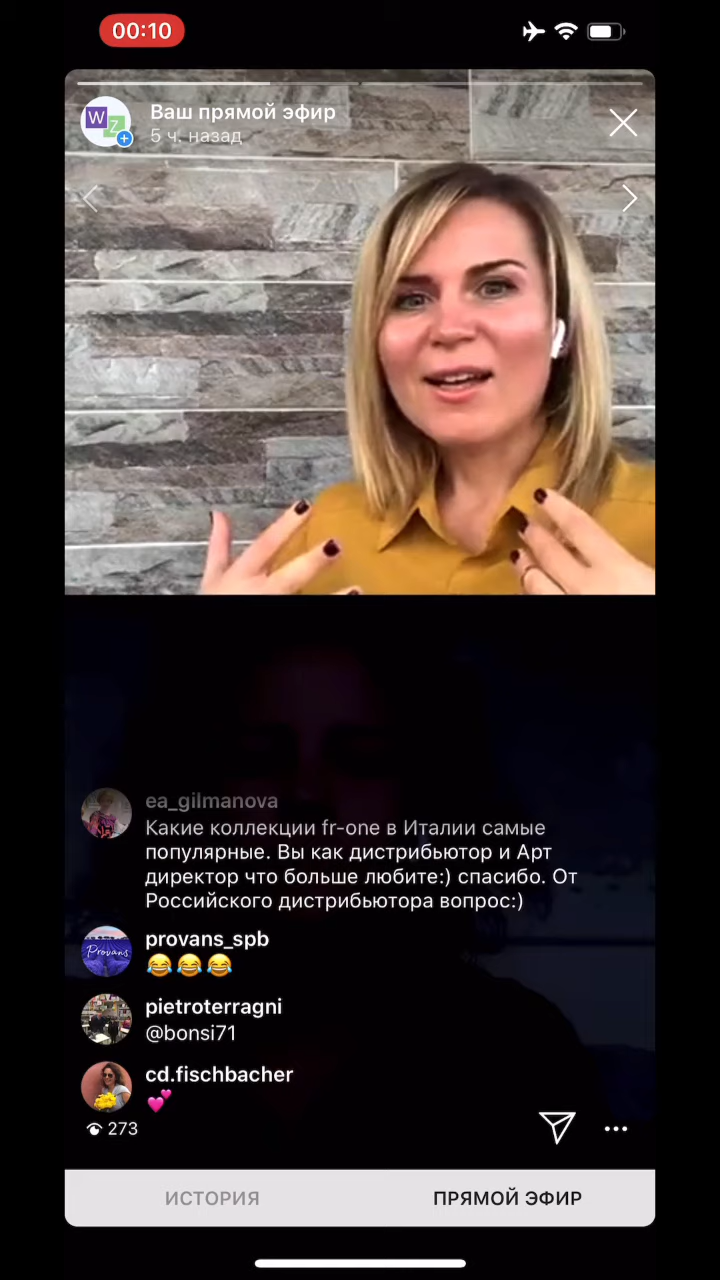 00:10
W
Z
Ваш прямой эфир
5 ч. назад
ea_gilmanova
Какие коллекции fr-one в Италии самые
популярные. Вы как дистрибьютор и Арт
директор что больше любите:) спасибо. От
Российского дистрибьютора вопрос:)
provans_spb
😂😂😂
Provans
pietroterragni
@bonsi71
cd.fischbacher
💕
273
ИСТОРИЯ
ПРЯМОЙ ЭФИР